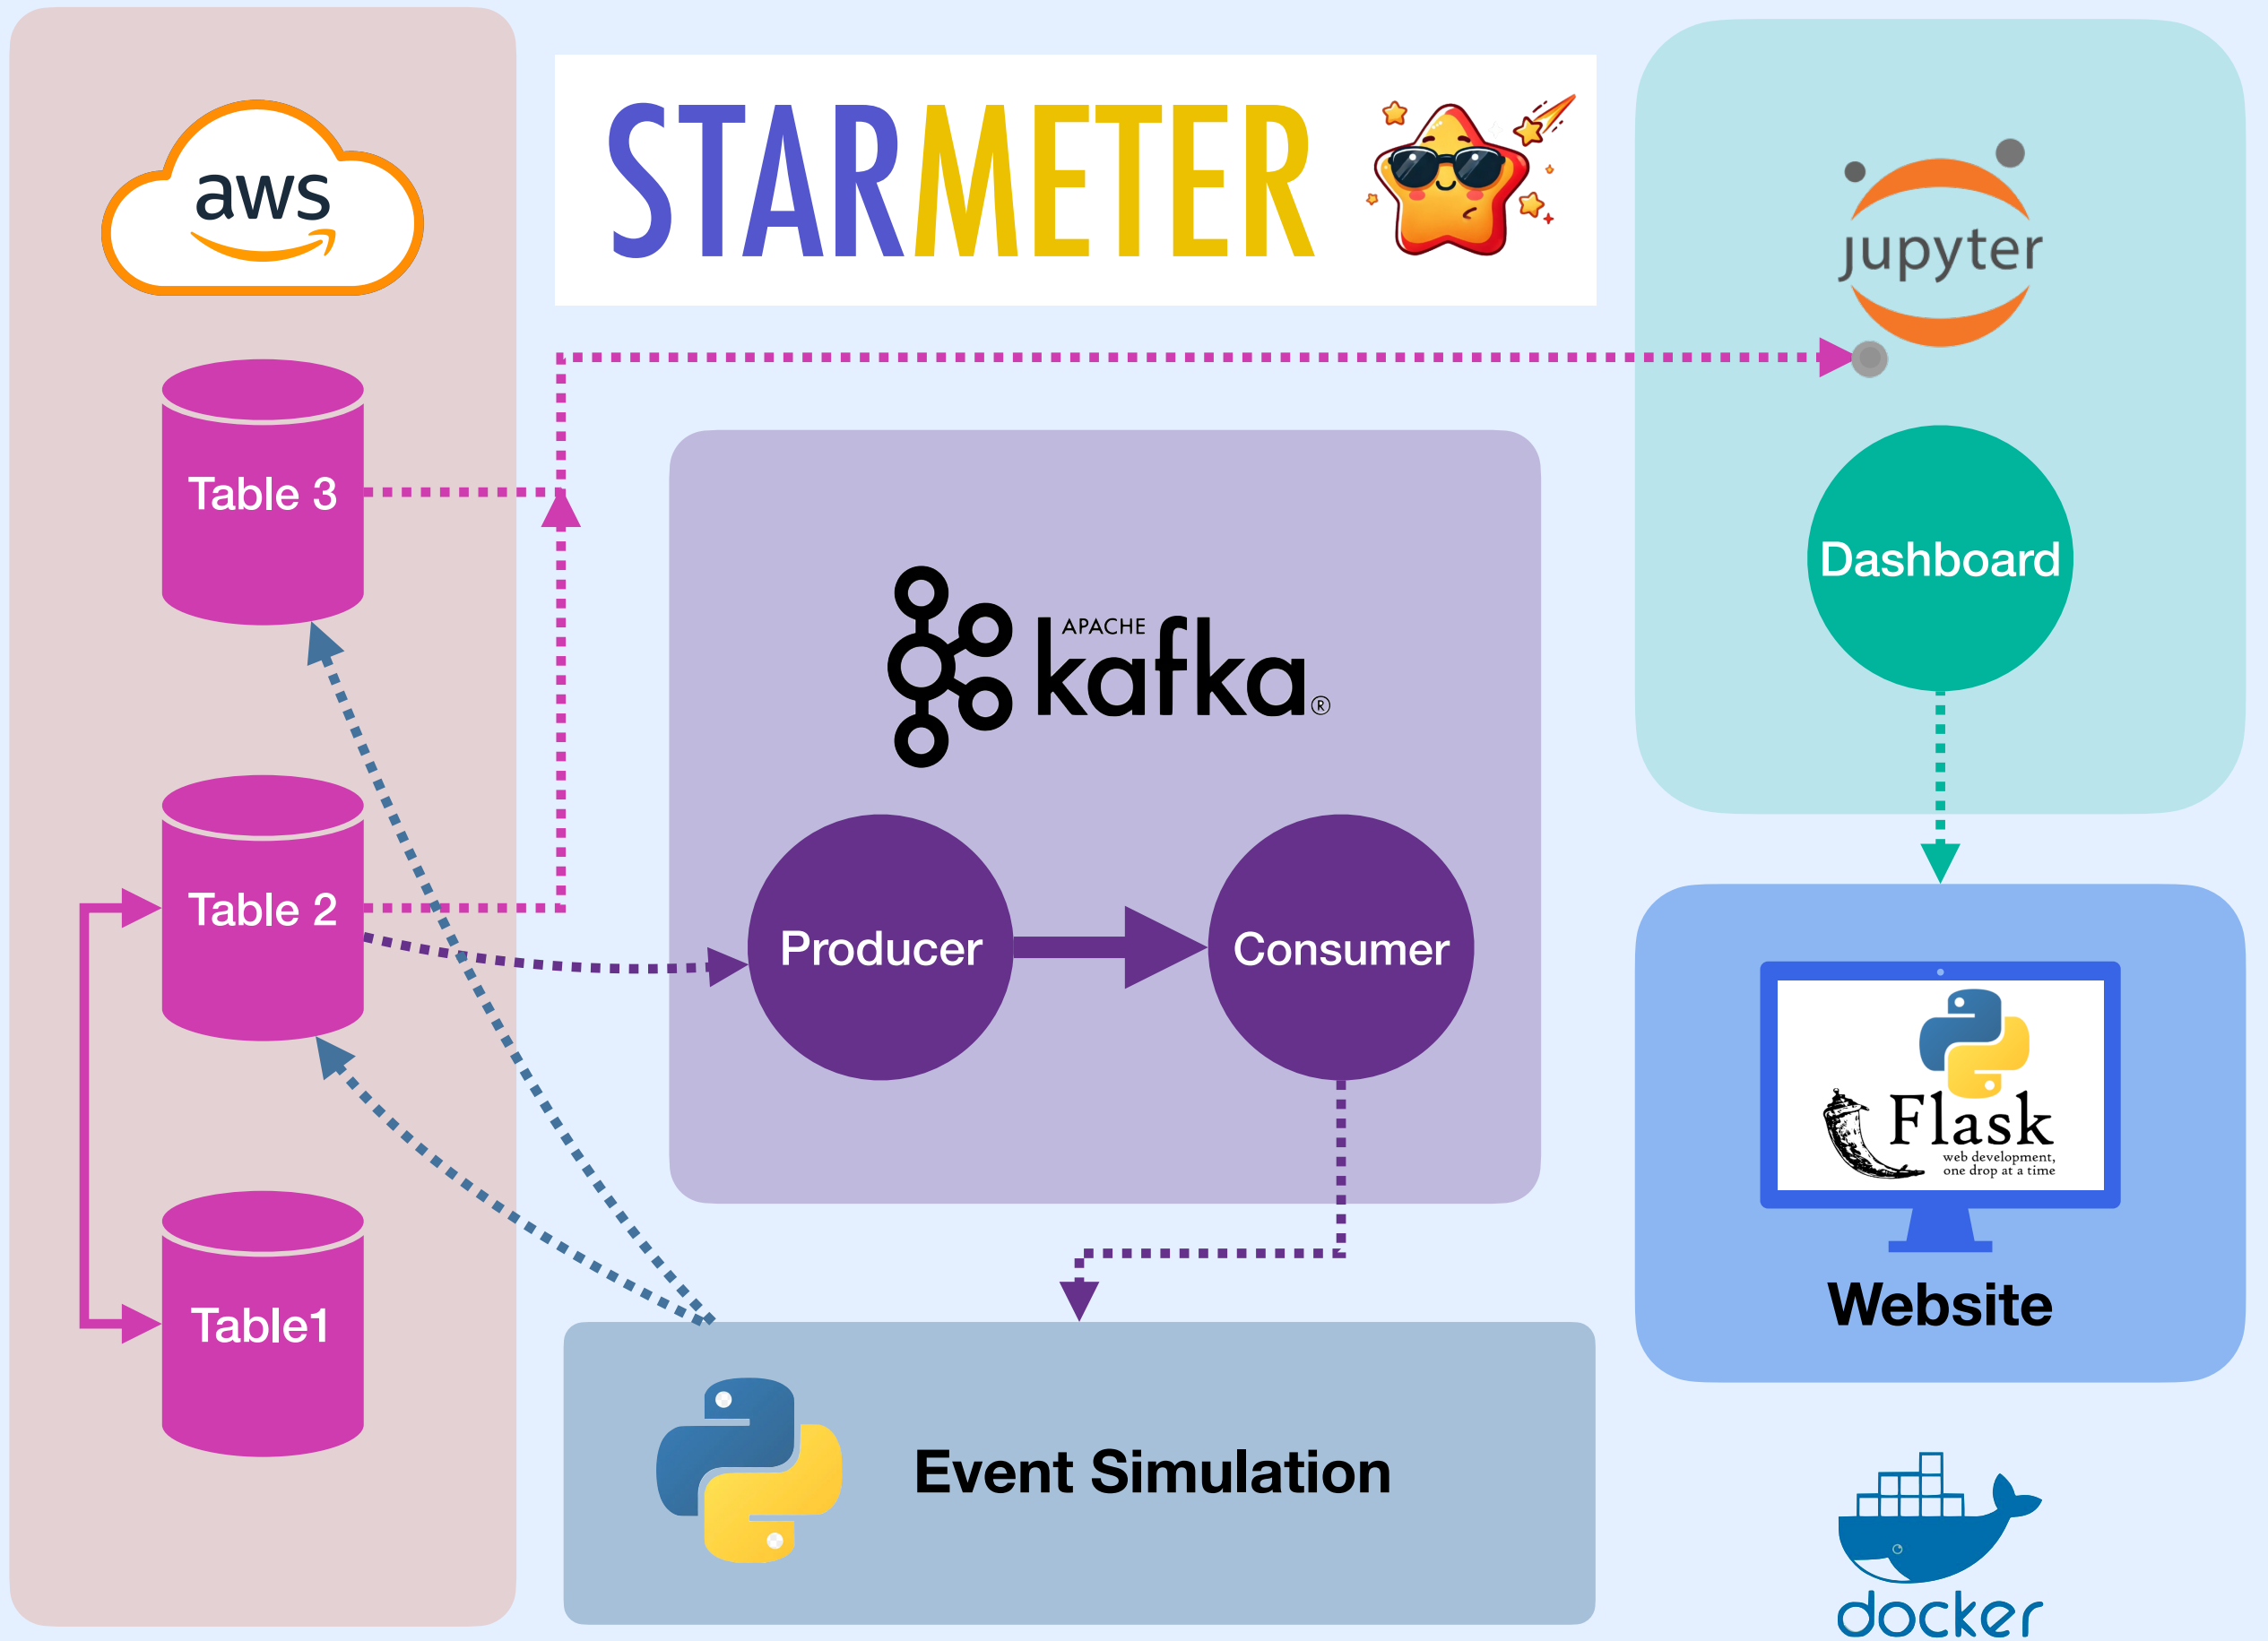 aws
STARMETER
jupyter
Table 3
Dashboard
APACHE
kafka®
Table 2
Producer
Consumer
Flask
web development,
one drop at a time
Website
Table1
Event Simulation
docker